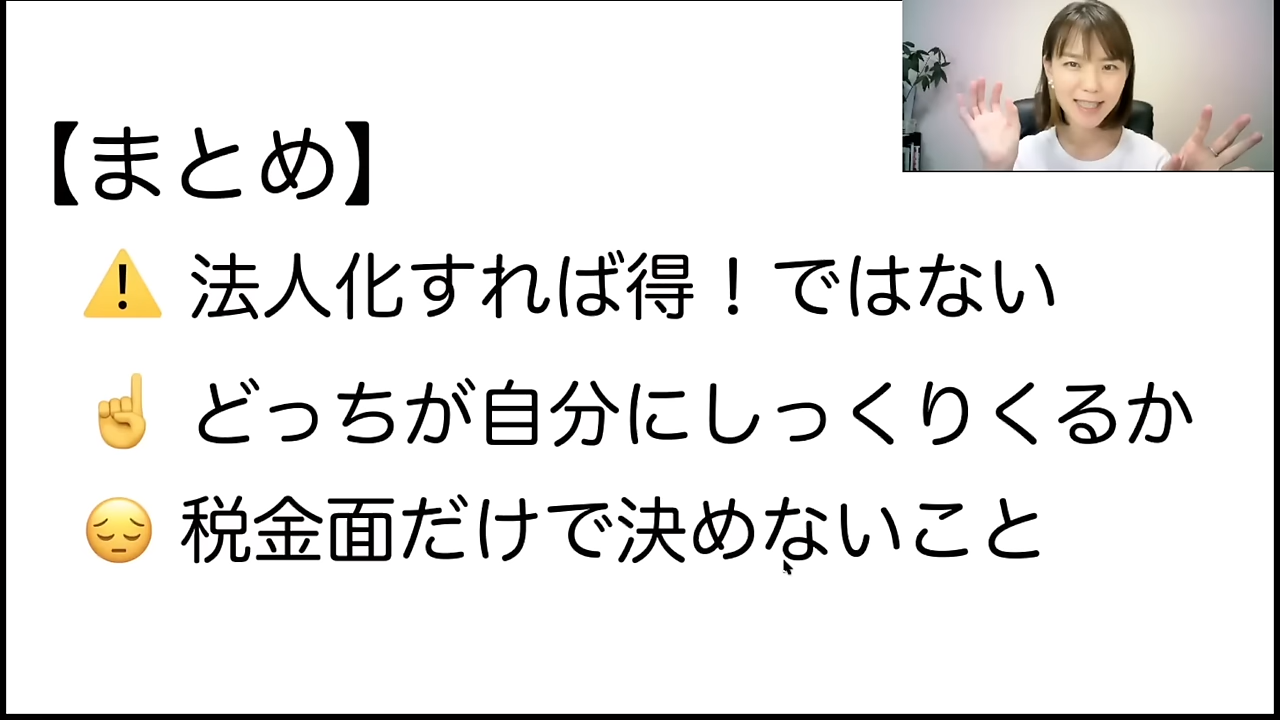 【まとめ】
⚠️ 法人化すれば得！ではない
☝️ どっちが自分にしっくりくるか
😔 税金面だけで決めないこと